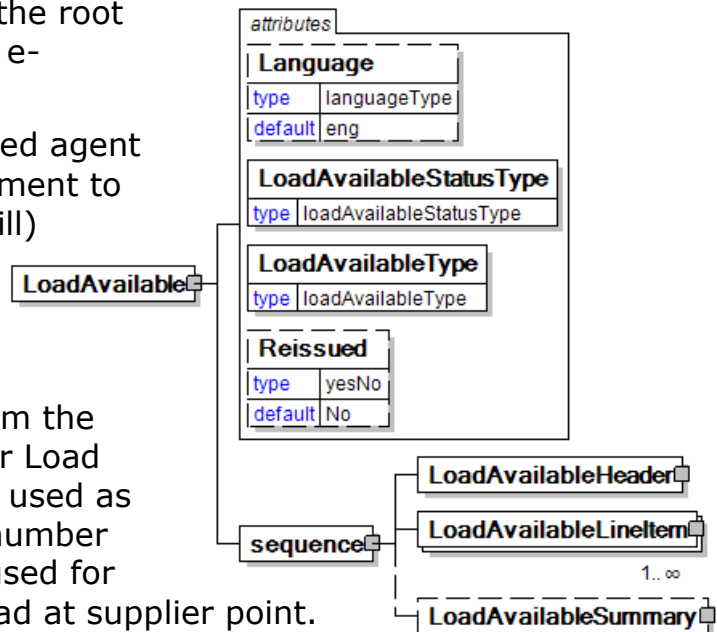 the root
e-
ed agent
ment to
ill)
m the
r Load
used as
number
used for
ad at supplier point.
LoadAvailable
attributes
Language
type languageType
default eng
LoadAvailableStatusType
type loadAvailableStatusType
LoadAvailableType
type loadAvailableType
Reissued
type yesNo
default No
sequence
LoadAvailableHeader
LoadAvailableLineItem
1.. ∞
LoadAvailableSummary